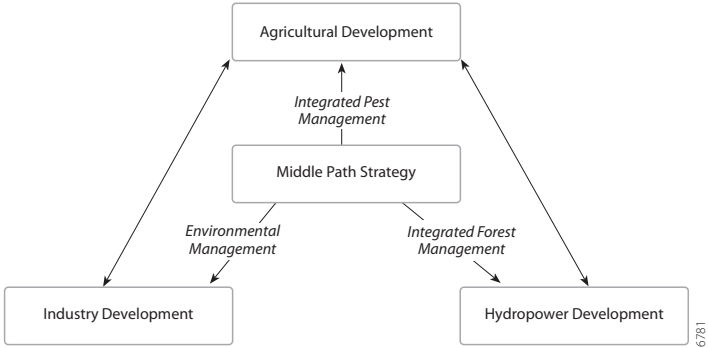 Agricultural Development
Integrated Pest
Management
Middle Path Strategy
Environmental
Management
Integrated Forest
Management
Industry Development
Hydropower Development
6781